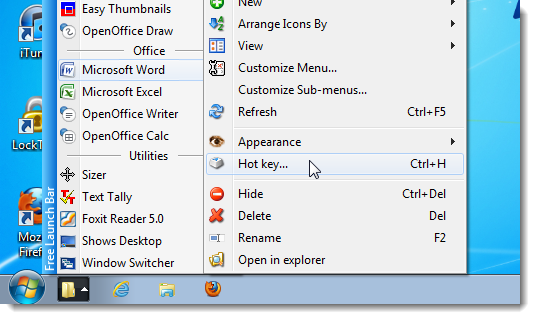 iTu
LockT
Moz
Firef
Free Launch Bar
Easy Thumbnails
OpenOffice Draw
Office
Microsoft Word
Microsoft Excel
OpenOffice Writer
OpenOffice Calc
Utilities
Sizer
Text Tally
Foxit Reader 5.0
Shows Desktop
Window Switcher
New
Arrange Icons By
View
Customize Menu...
Customize Sub-menus...
Refresh Ctrl+F5
Appearance
Hot key... Ctrl+H
Hide Ctrl+Del
Delete Del
Rename F2
Open in explorer